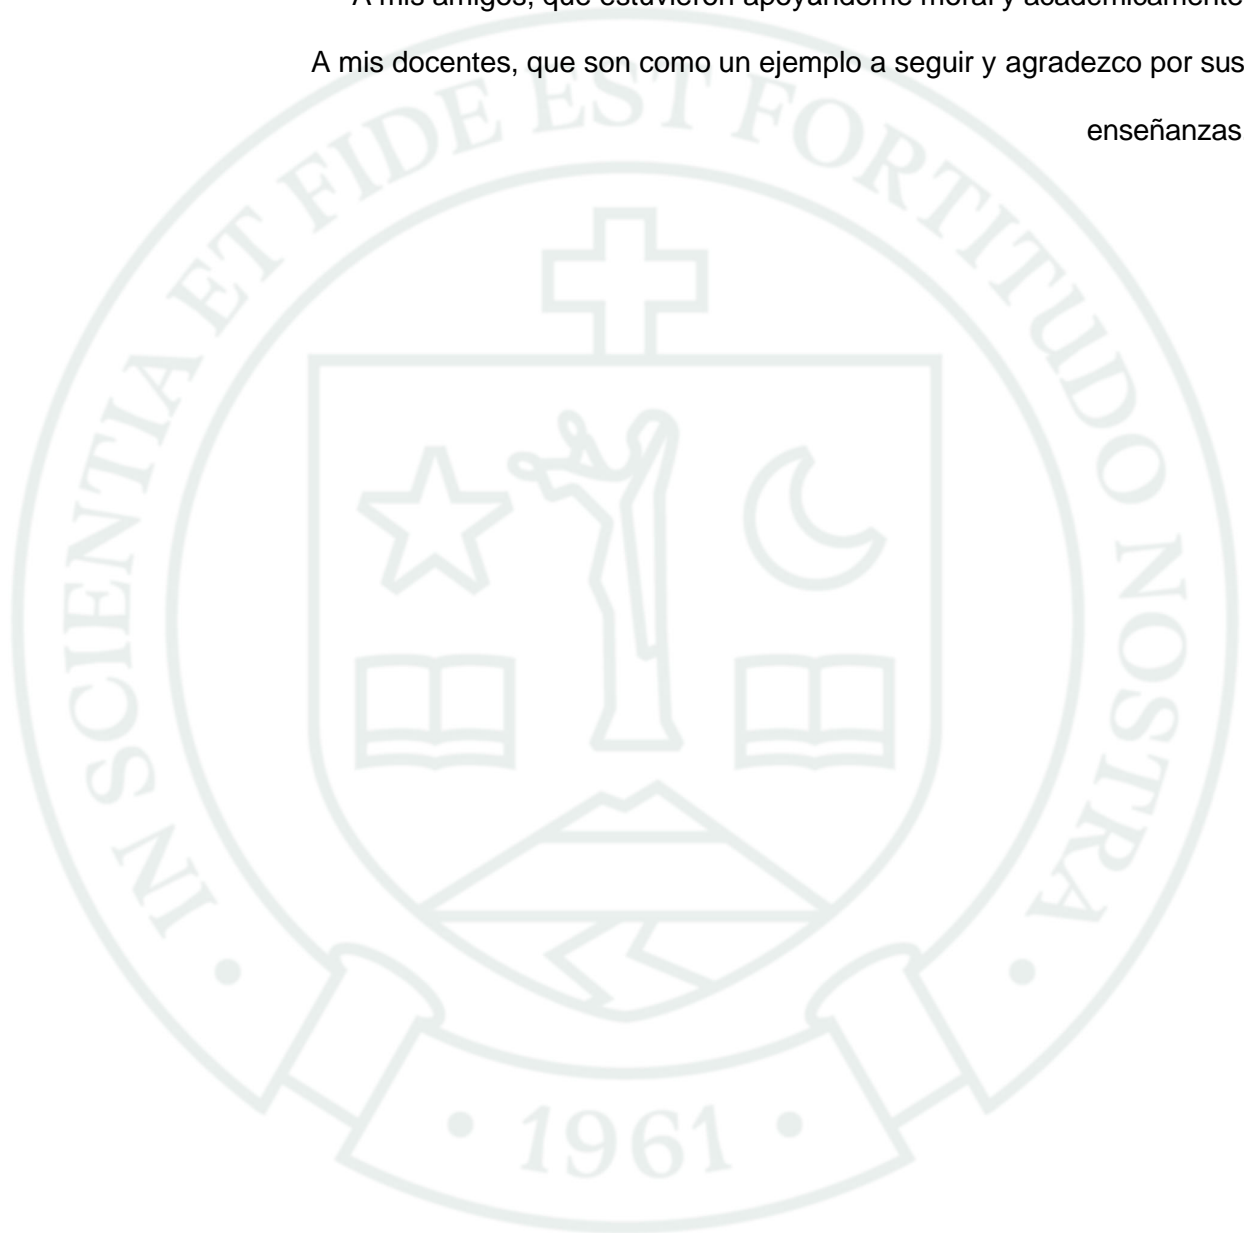 A mis amigos, que estuvieron apoyándome moral y académicamente
A mis docentes, que son como un ejemplo a seguir y agradezco por sus
enseñanzas
IN SCIENTIA ET FIDE EST FORTITUDO NOSTRA
• 1961 •